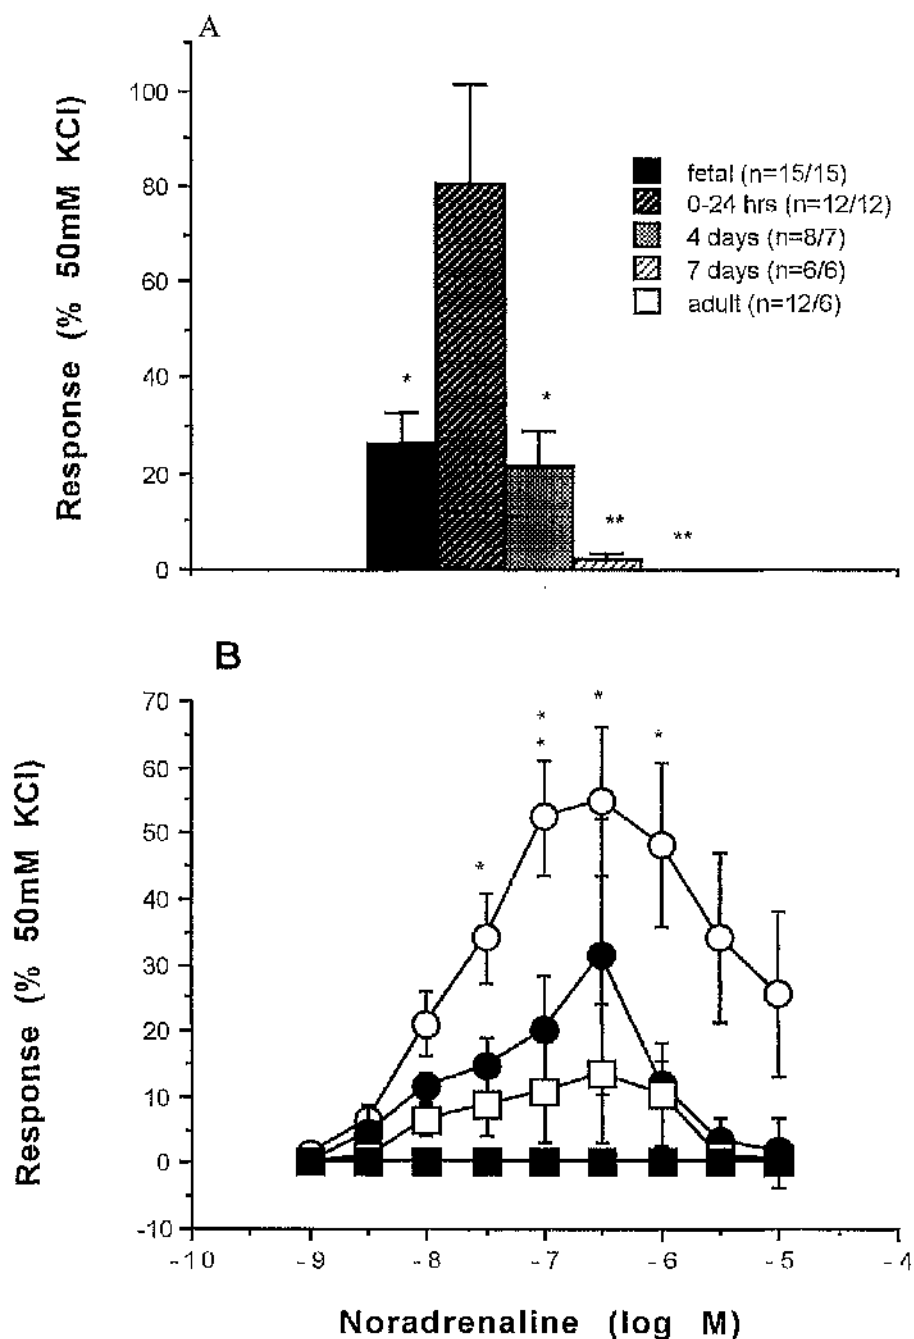 A
Response (% 50mM KCl)
100
80
60
40
20
0
*
*
**
**
fetal (n=15/15)
0-24 hrs (n=12/12)
4 days (n=8/7)
7 days (n=6/6)
adult (n=12/6)
B
Response (% 50mM KCl)
70
60
50
40
30
20
10
0
-10
*
*
*
*
*
-10 -9 -8 -7 -6 -5 -4
Noradrenaline (log M)